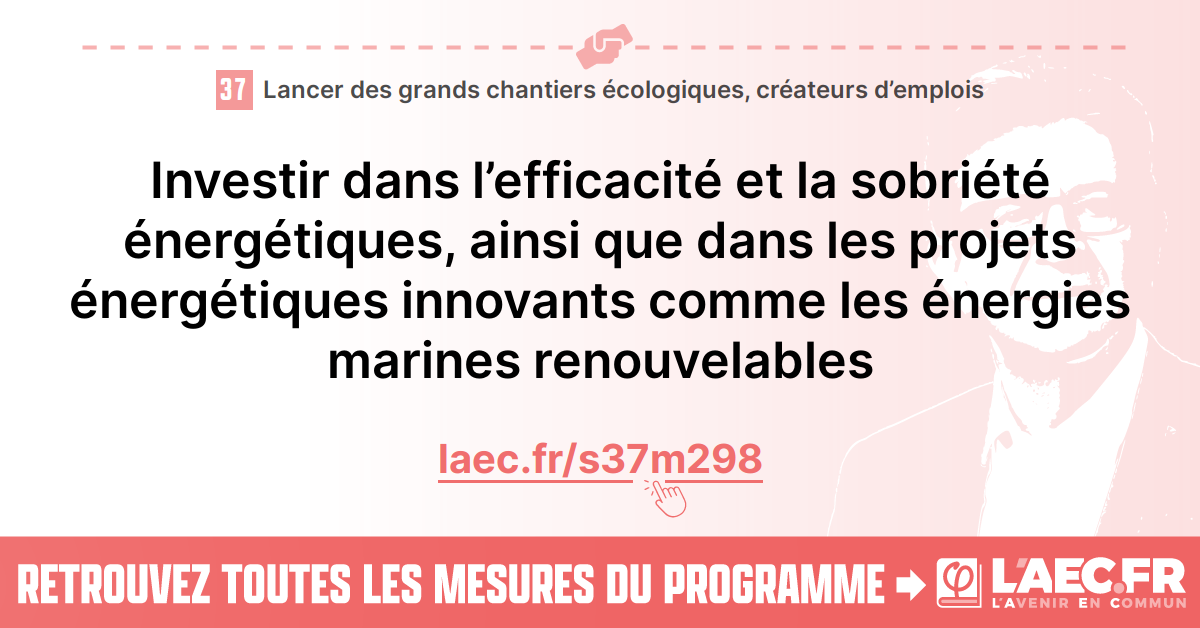 37 Lancer des grands chantiers écologiques, créateurs d’emplois
Investir dans l’efficacité et la sobriété
énergétiques, ainsi que dans les projets
énergétiques innovants comme les énergies
marines renouvelables
laec.fr/s37m298
RETROUVEZ TOUTES LES MESURES DU PROGRAMME
φ L'AEC.FR
L'AVENIR EN COMMUN